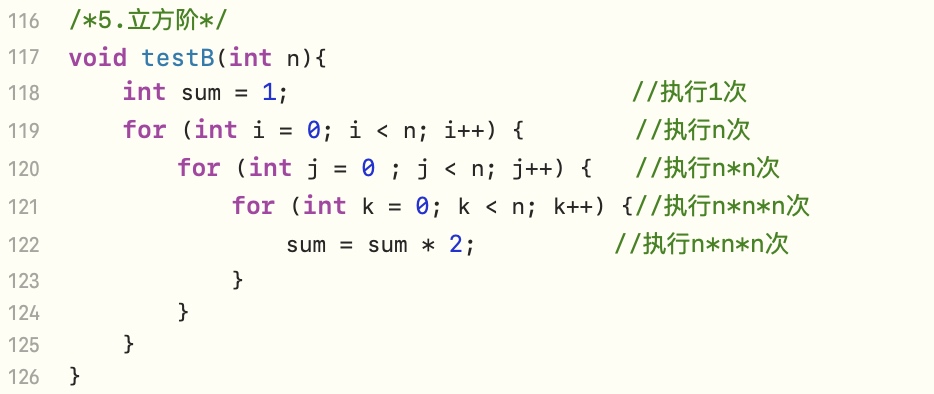 116 /*5.立方阶*/
117 void testB(int n){
118     int sum = 1;                         //执行1次
119     for (int i = 0; i < n; i++) {        //执行n次
120         for (int j = 0 ; j < n; j++) {   //执行n*n次
121             for (int k = 0; k < n; k++) {//执行n*n*n次
122                 sum = sum * 2;          //执行n*n*n次
123             }
124         }
125     }
126 }